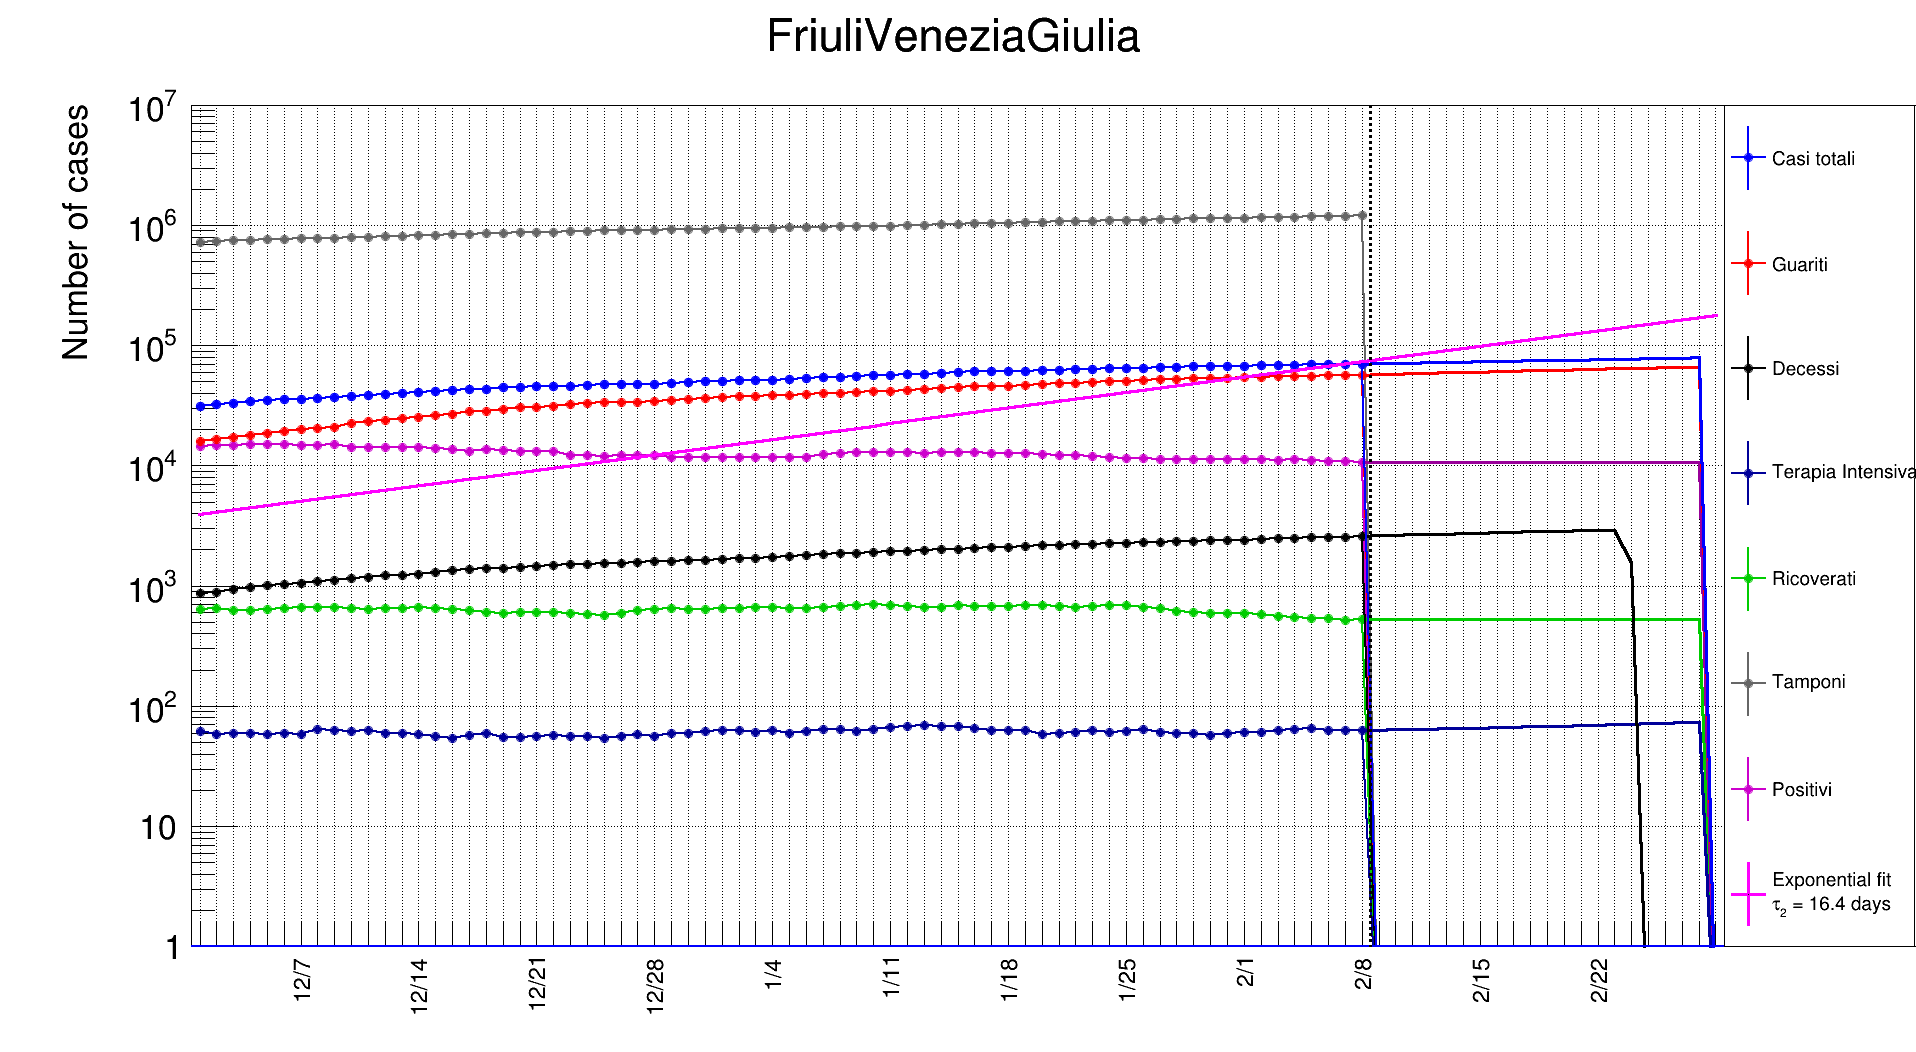 FriuliVeneziaGiulia
Number of cases
10^7
10^6
10^5
10^4
10^3
10^2
10
1
12/7
12/14
12/21
12/28
1/4
1/11
1/18
1/25
2/1
2/8
2/15
2/22
Casi totali
Guariti
Decessi
Terapia Intensiva
Ricoverati
Tamponi
Positivi
Exponential fit
τ_2 = 16.4 days